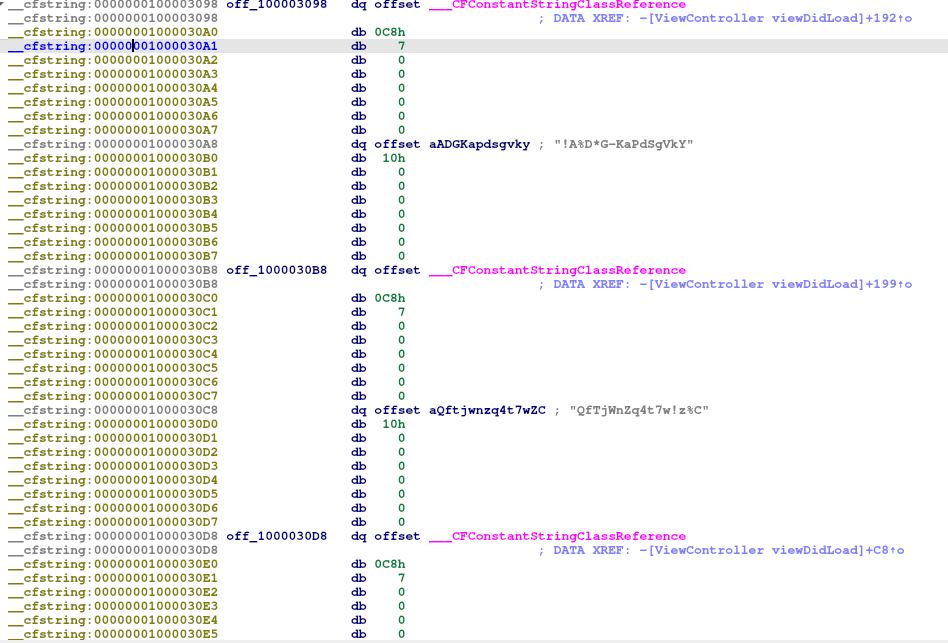 __cfstring:0000000100003098 off_100003098 dq offset ___CFConstantStringClassReference
__cfstring:0000000100003098 ; DATA XREF: -[ViewController viewDidLoad]+192↑o
__cfstring:00000001000030A0 db 0C8h
__cfstring:00000001000030A1 db 7
__cfstring:00000001000030A2 db 0
__cfstring:00000001000030A3 db 0
__cfstring:00000001000030A4 db 0
__cfstring:00000001000030A5 db 0
__cfstring:00000001000030A6 db 0
__cfstring:00000001000030A7 db 0
__cfstring:00000001000030A8 dq offset aADGKapdsgvky ; "!A%D*G-KaPdSgVkY"
__cfstring:00000001000030B0 db 10h
__cfstring:00000001000030B1 db 0
__cfstring:00000001000030B2 db 0
__cfstring:00000001000030B3 db 0
__cfstring:00000001000030B4 db 0
__cfstring:00000001000030B5 db 0
__cfstring:00000001000030B6 db 0
__cfstring:00000001000030B7 db 0
__cfstring:00000001000030B8 off_1000030B8 dq offset ___CFConstantStringClassReference
__cfstring:00000001000030B8 ; DATA XREF: -[ViewController viewDidLoad]+199↑o
__cfstring:00000001000030C0 db 0C8h
__cfstring:00000001000030C1 db 7
__cfstring:00000001000030C2 db 0
__cfstring:00000001000030C3 db 0
__cfstring:00000001000030C4 db 0
__cfstring:00000001000030C5 db 0
__cfstring:00000001000030C6 db 0
__cfstring:00000001000030C7 db 0
__cfstring:00000001000030C8 dq offset aQftjwnzq4t7wZC ; "QfTjWnZq4t7w!z%C"
__cfstring:00000001000030D0 db 10h
__cfstring:00000001000030D1 db 0
__cfstring:00000001000030D2 db 0
__cfstring:00000001000030D3 db 0
__cfstring:00000001000030D4 db 0
__cfstring:00000001000030D5 db 0
__cfstring:00000001000030D6 db 0
__cfstring:00000001000030D7 db 0
__cfstring:00000001000030D8 off_1000030D8 dq offset ___CFConstantStringClassReference
__cfstring:00000001000030D8 ; DATA XREF: -[ViewController viewDidLoad]+C8↑o
__cfstring:00000001000030E0 db 0C8h
__cfstring:00000001000030E1 db 7
__cfstring:00000001000030E2 db 0
__cfstring:00000001000030E3 db 0
__cfstring:00000001000030E4 db 0
__cfstring:00000001000030E5 db 0